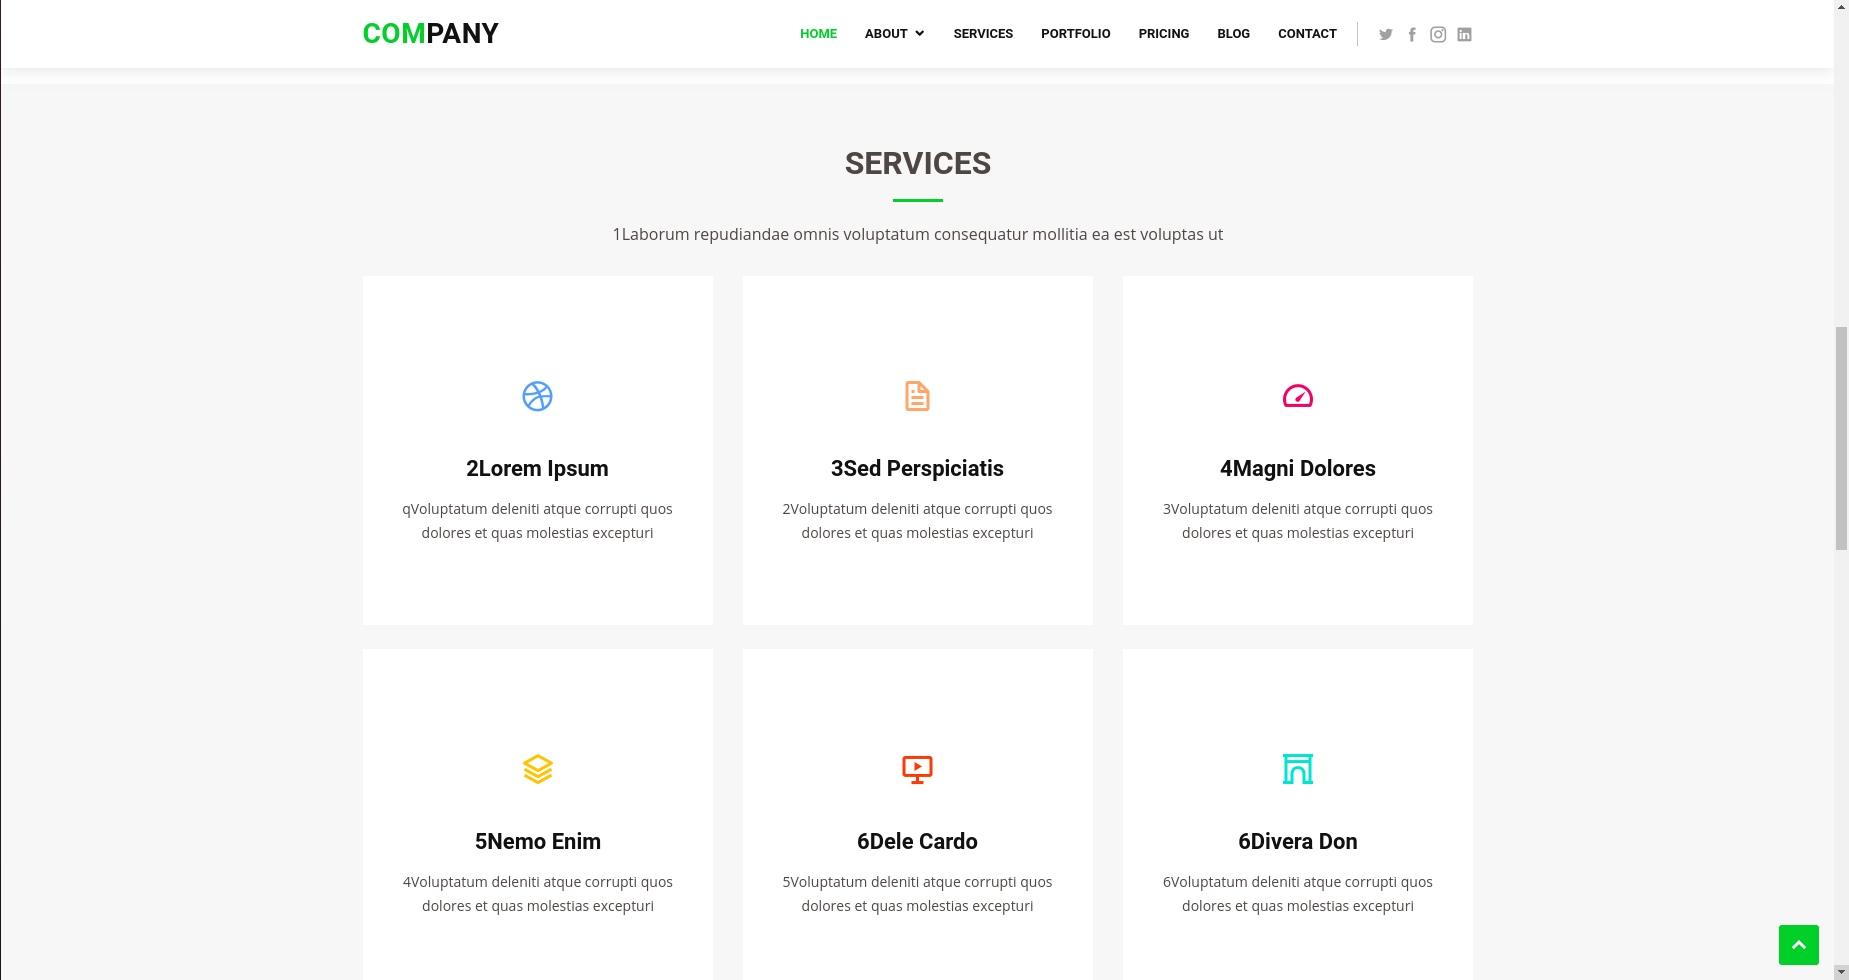 COMPANY
HOME ABOUT SERVICES PORTFOLIO PRICING BLOG CONTACT
SERVICES
1Laborum repudiandae omnis voluptatum consequatur mollitia ea est voluptas ut
2Lorem Ipsum
qVoluptatum deleniti atque corrupti quos
dolores et quas molestias excepturi
3Sed Perspiciatis
2Voluptatum deleniti atque corrupti quos
dolores et quas molestias excepturi
4Magni Dolores
3Voluptatum deleniti atque corrupti quos
dolores et quas molestias excepturi
5Nemo Enim
4Voluptatum deleniti atque corrupti quos
dolores et quas molestias excepturi
6Dele Cardo
5Voluptatum deleniti atque corrupti quos
dolores et quas molestias excepturi
6Divera Don
6Voluptatum deleniti atque corrupti quos
dolores et quas molestias excepturi